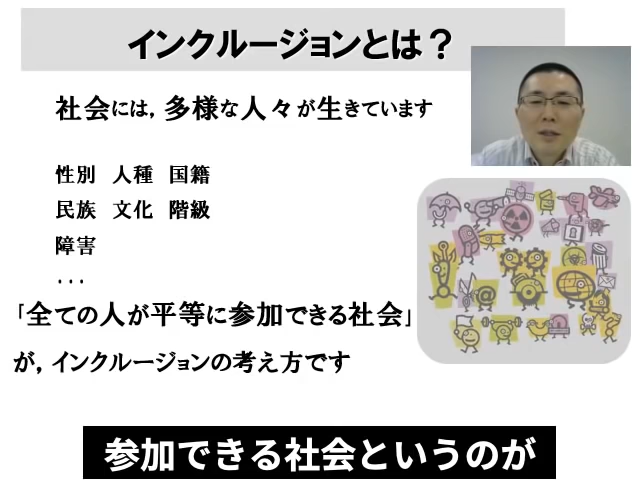 インクルージョンとは？
社会には，多様な人々が生きています
性別　人種　国籍
民族　文化　階級
障害
．．．
「全ての人が平等に参加できる社会」
が，インクルージョンの考え方です
参加できる社会というのが